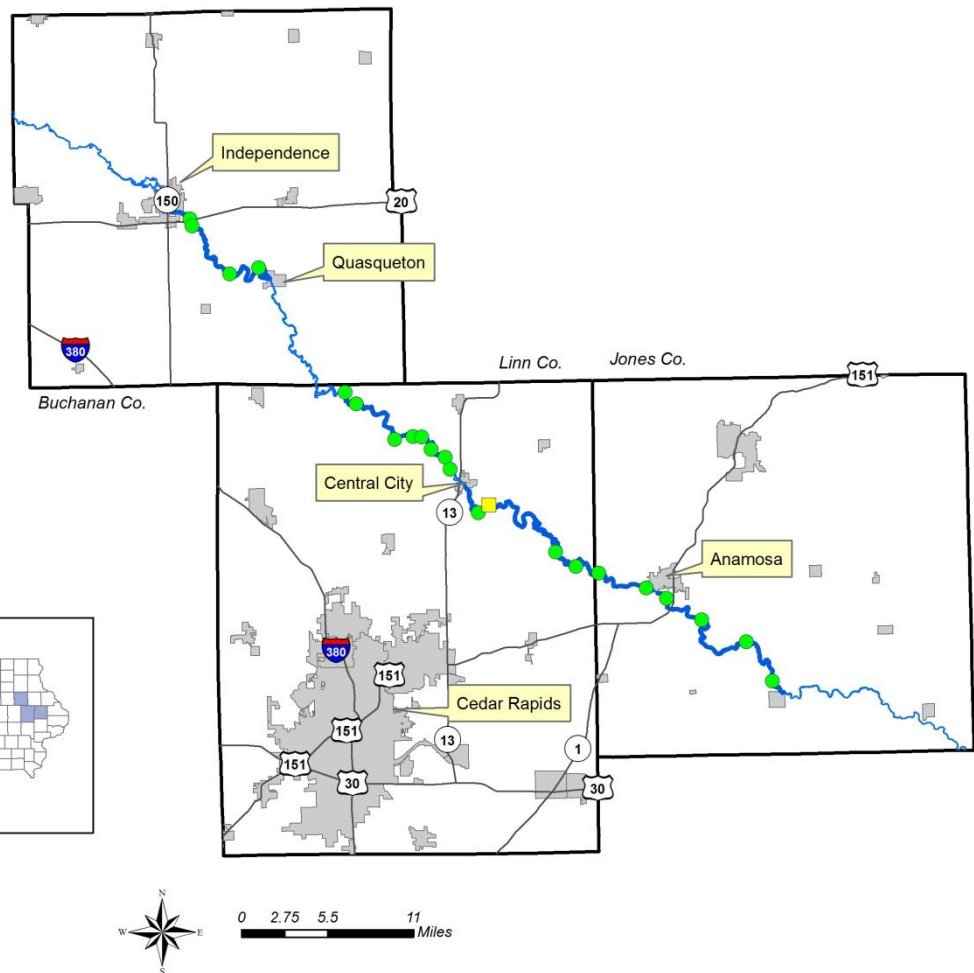 Independence
150
20
Quasqueton
380
Linn Co.
Jones Co.
151
Buchanan Co.
Central City
13
Anamosa
380
151
Cedar Rapids
151
13
1
151
30
30
N
W
E
S
0
2.75
5.5
11
Miles